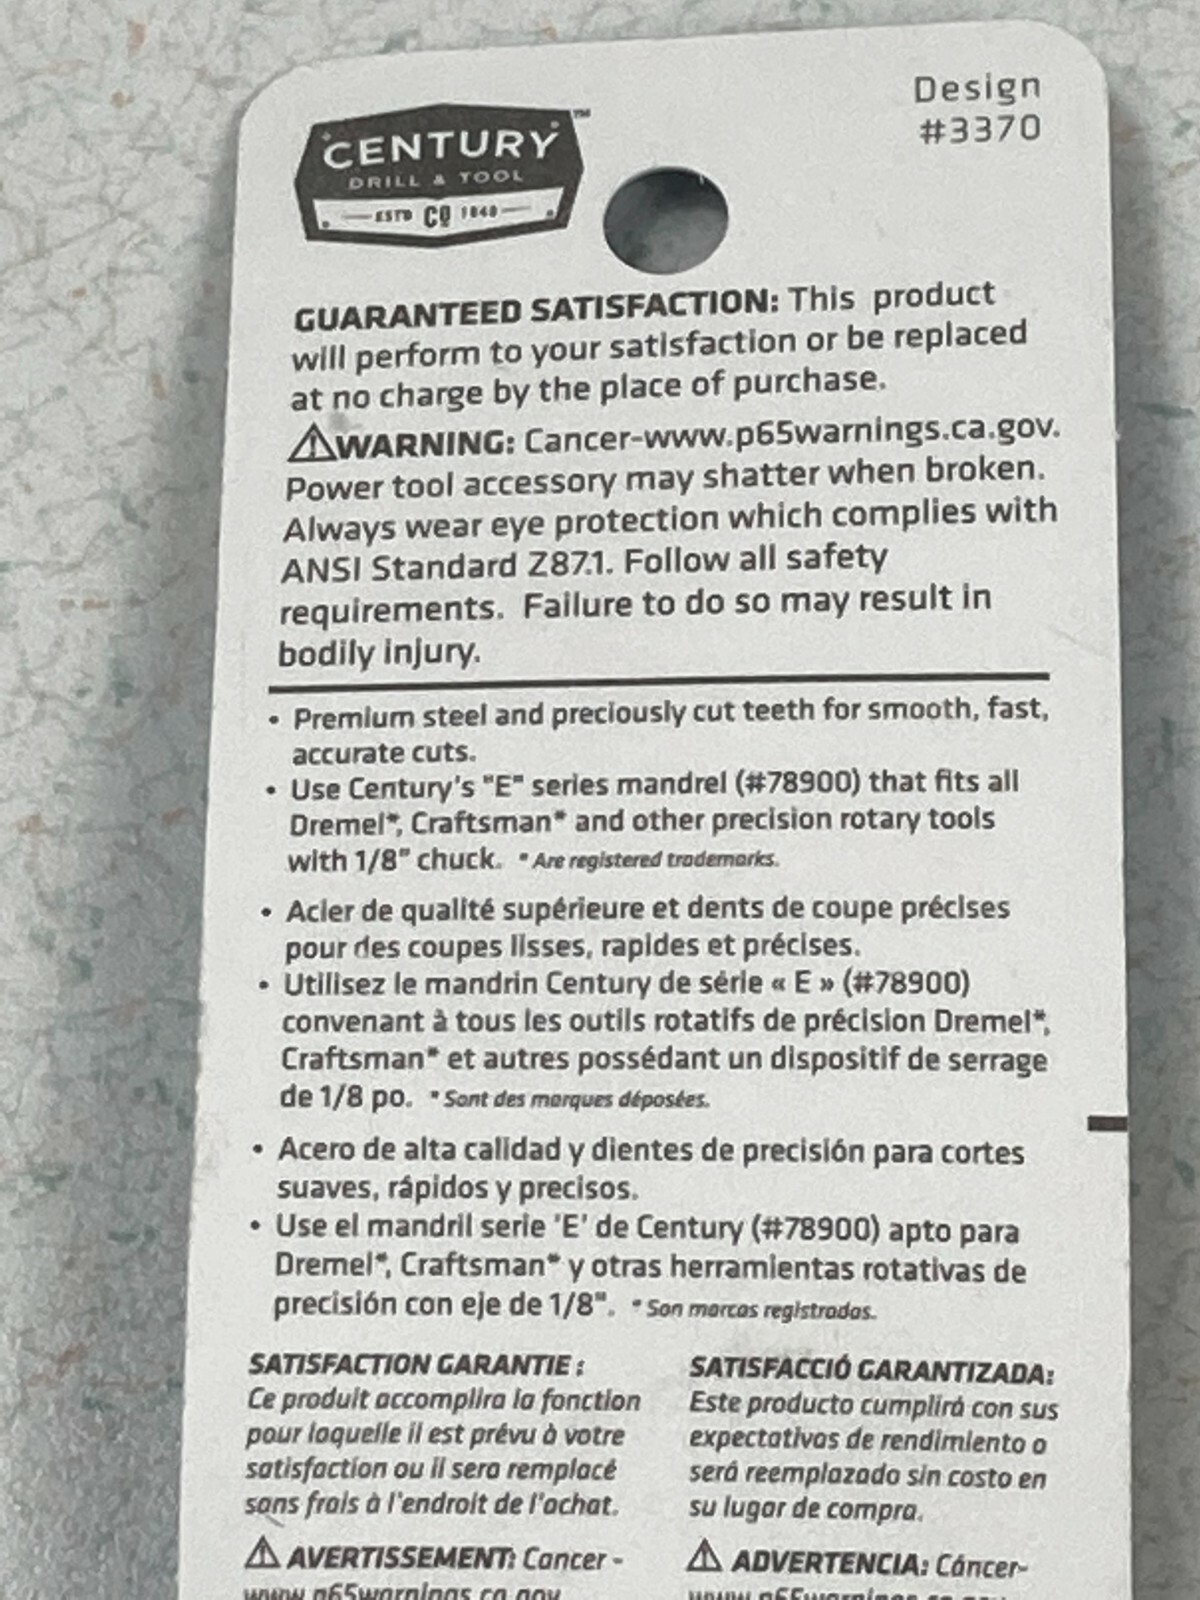 Design
#3370
CENTURY™
DRILL & TOOL
ESTD CO 1848
GUARANTEED SATISFACTION: This product
will perform to your satisfaction or be replaced
at no charge by the place of purchase.
⚠WARNING: Cancer-www.p65warnings.ca.gov.
Power tool accessory may shatter when broken.
Always wear eye protection which complies with
ANSI Standard Z87.1. Follow all safety
requirements. Failure to do so may result in
bodily injury.
• Premium steel and preciously cut teeth for smooth, fast,
accurate cuts.
• Use Century's "E" series mandrel (#78900) that fits all
Dremel*, Craftsman* and other precision rotary tools
with 1/8" chuck. * Are registered trademarks.
• Acier de qualité supérieure et dents de coupe précises
pour des coupes lisses, rapides et précises.
• Utilisez le mandrin Century de série « E » (#78900)
convenant à tous les outils rotatifs de précision Dremel*,
Craftsman* et autres possédant un dispositif de serrage
de 1/8 po. * Sont des marques déposées.
• Acero de alta calidad y dientes de precisión para cortes
suaves, rápidos y precisos.
• Use el mandril serie 'E' de Century (#78900) apto para
Dremel*, Craftsman* y otras herramientas rotativas de
precisión con eje de 1/8". * Son marcas registradas.
SATISFACTION GARANTIE :
Ce produit accomplira la fonction
pour laquelle il est prévu à votre
satisfaction ou il sera remplacé
sans frais à l'endroit de l'achat.
⚠ AVERTISSEMENT: Cancer -
www.p65warnings.ca.gov
SATISFACCIÓ GARANTIZADA:
Este producto cumplirá con sus
expectativas de rendimiento o
será reemplazado sin costo en
su lugar de compra.
⚠ ADVERTENCIA: Cáncer-
www.p65warnings.ca.gov